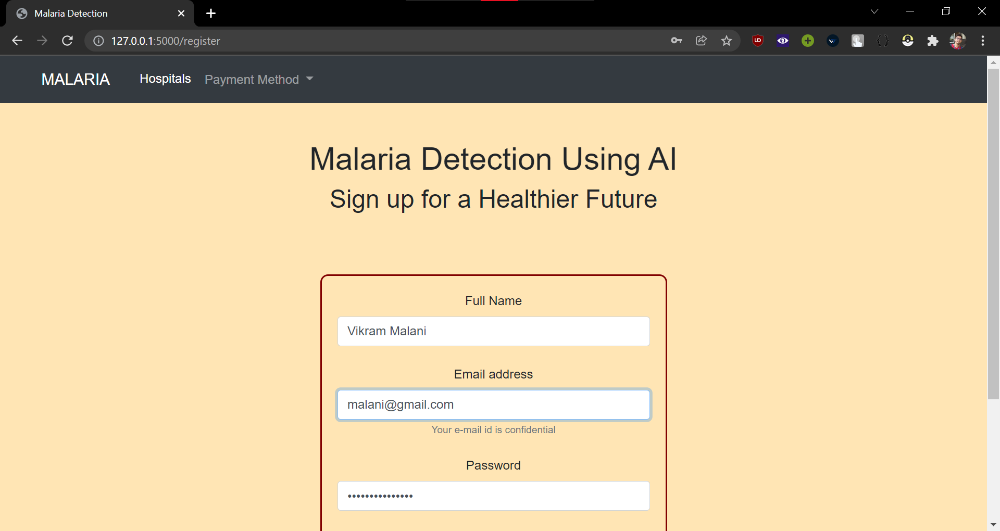 Malaria Detection
127.0.0.1:5000/register
MALARIA Hospitals Payment Method
Malaria Detection Using AI
Sign up for a Healthier Future
Full Name
Vikram Malani
Email address
malani@gmail.com
Your e-mail id is confidential
Password
•••••••••••••••